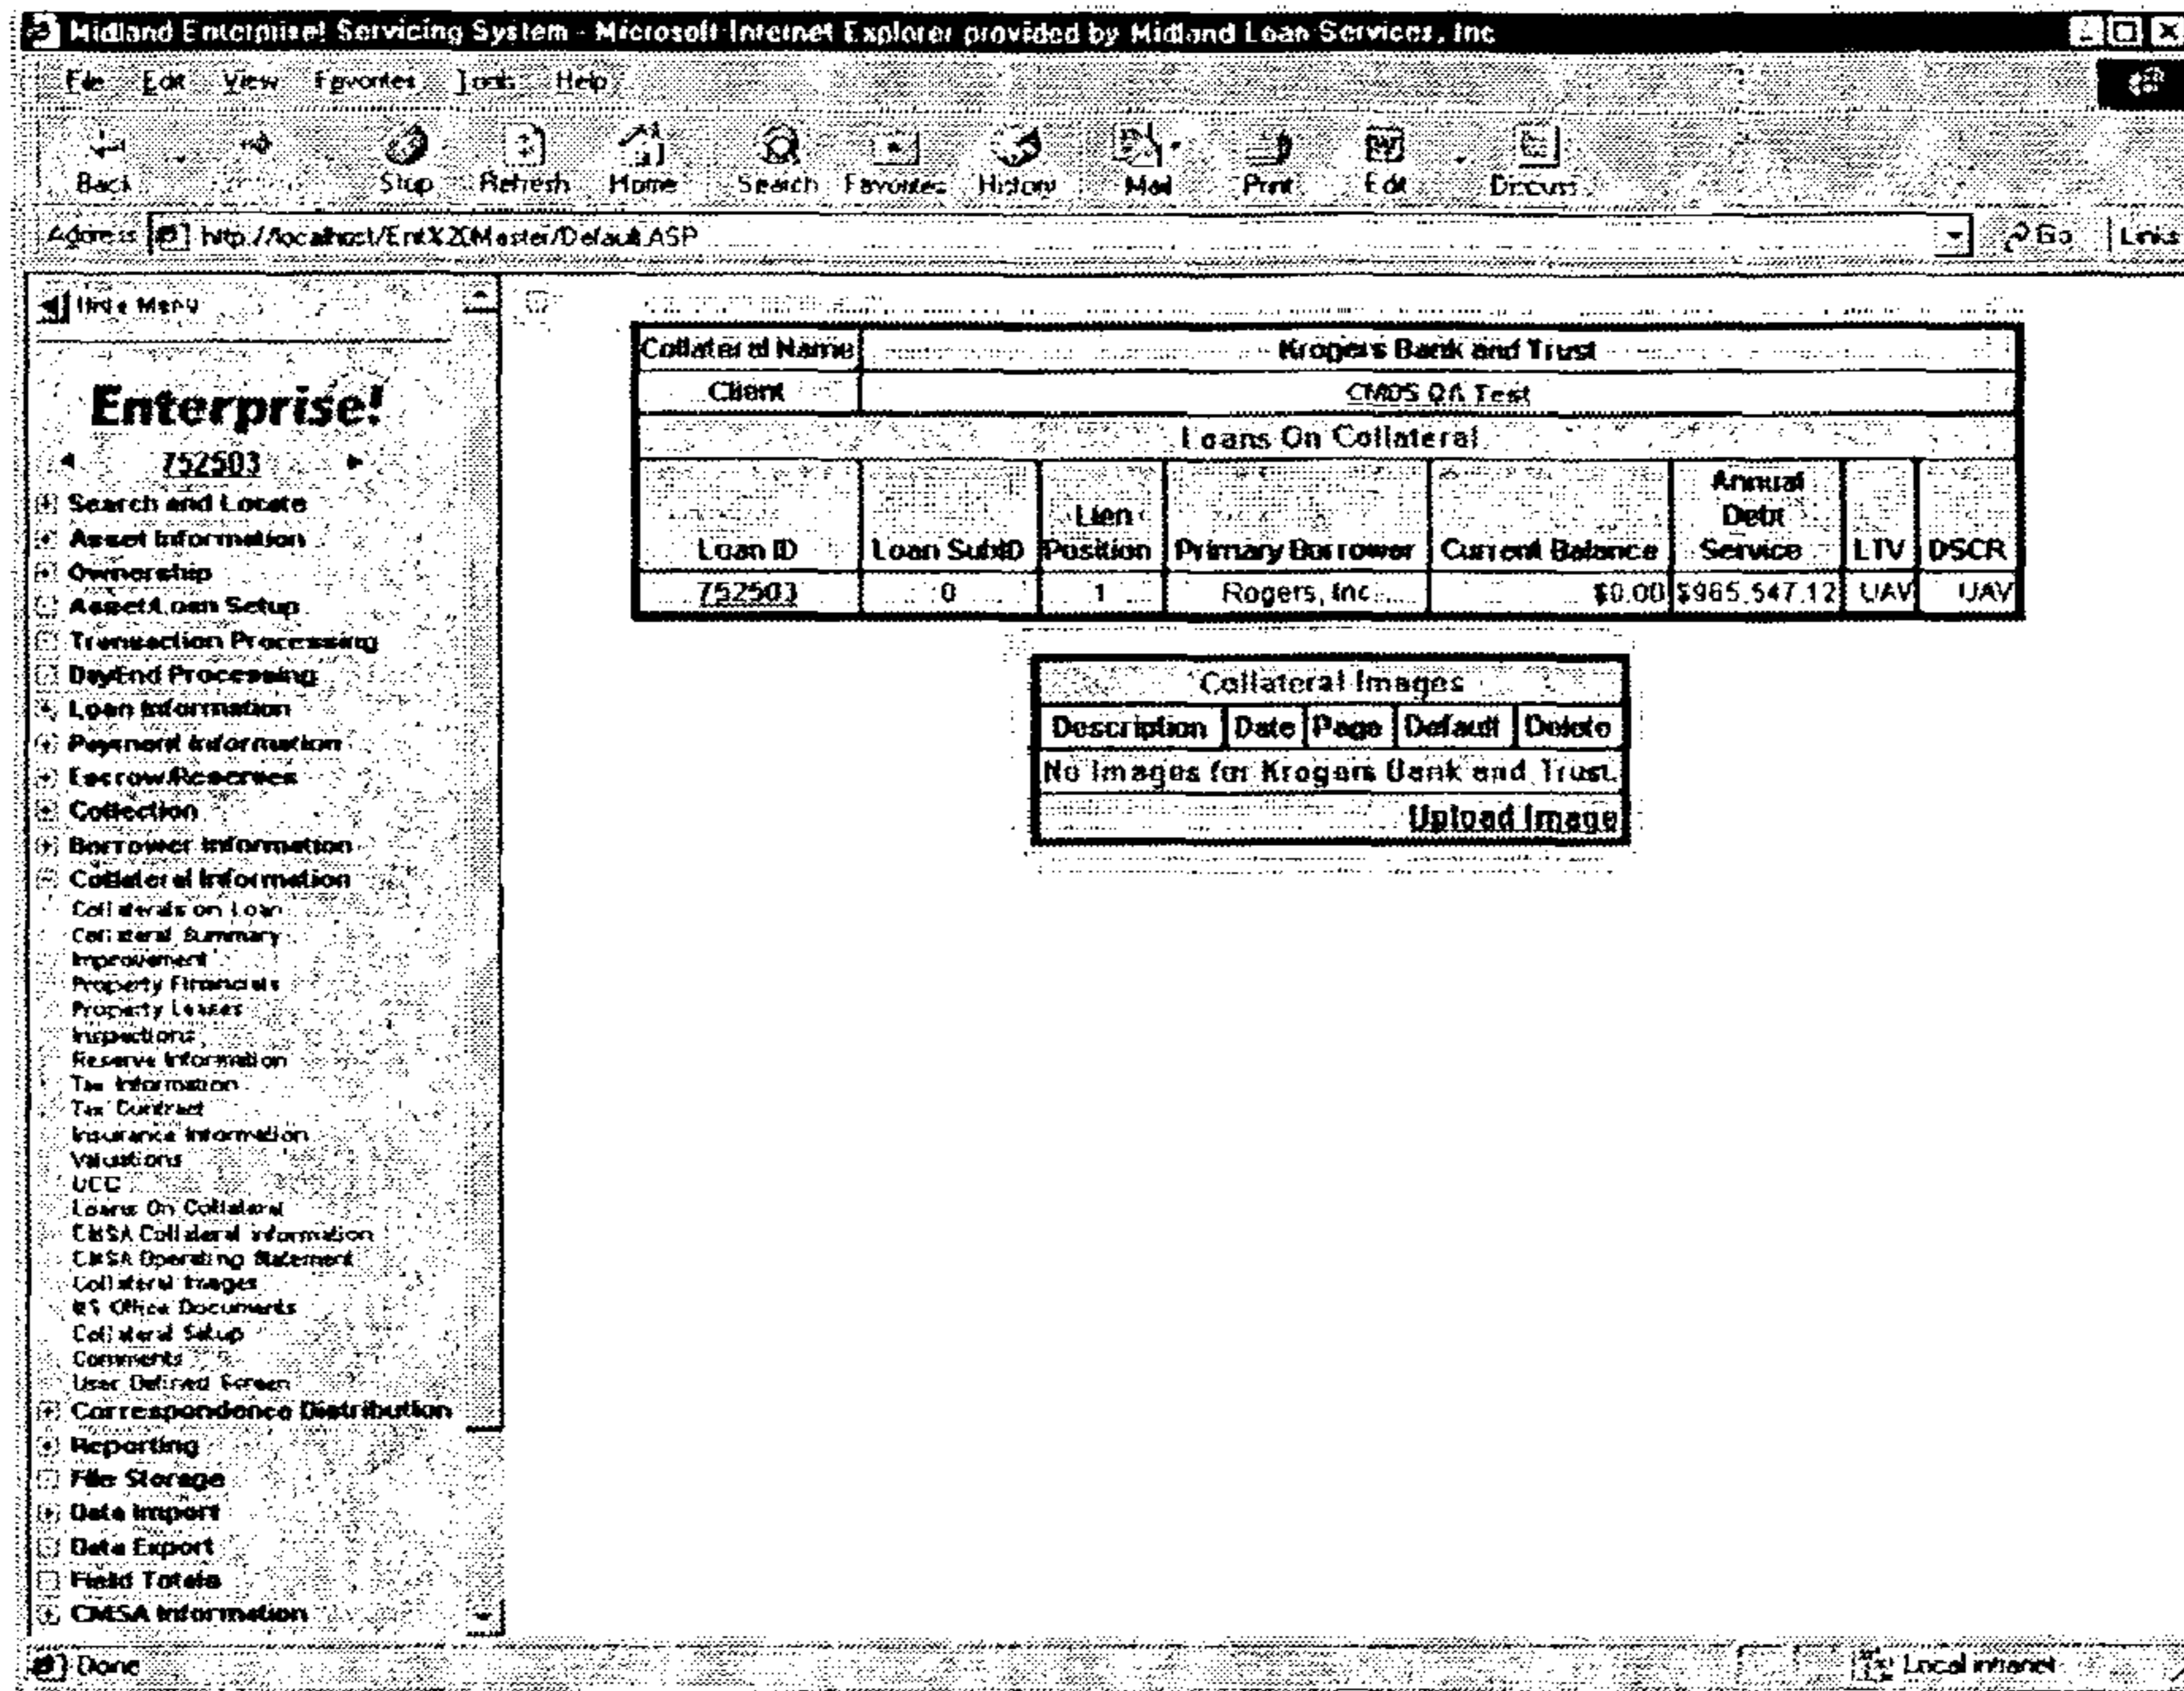 Midland Enterprise! Servicing System - Microsoft Internet Explorer provided by Midland Loan Services, Inc
File Edit View Favorites Tools Help
Back Stop Refresh Home Search Favorites History Mail Print Edit Discuss
Address http://localhost/EntX2XMaster/Default.ASP Go Links
Hide Menu
Enterprise!
752503
Search and Locate
Asset Information
Ownership
Asset/Loan Setup
Transaction Processing
DayEnd Processing
Loan Information
Payment Information
Escrow/Reserves
Collection
Borrower Information
Collateral Information
Collaterals on Loan
Collateral Summary
Improvement
Property Financials
Property Leases
Inspections
Reserve Information
Tax Information
Tax Contract
Insurance Information
Valuations
UCC
Loans On Collateral
CMSA Collateral information
CMSA Operating Statement
Collateral Images
MS Office Documents
Collateral Setup
Comments
User Defined Screen
Correspondence Distribution
Reporting
File Storage
Data Import
Data Export
Field Totals
CMSA Information
Collateral Name Krogers Bank and Trust
Client CMDS QA Test
Loans On Collateral
Loan ID Loan SubID Lien Position Primary Borrower Current Balance Annual Debt Service LTV DSCR
752503 0 1 Rogers, Inc $0.00 $965,547.12 UAV UAV
Collateral Images
Description Date Page Default Delete
No Images for Krogers Bank and Trust.
Upload Image
Done Local intranet